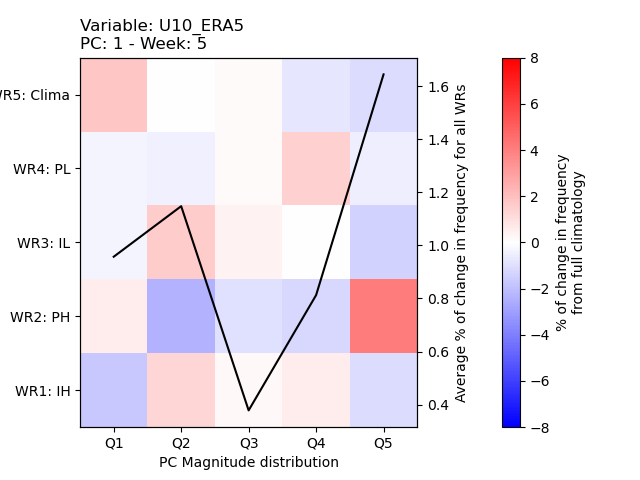 Variable: U10_ERA5
PC: 1 - Week: 5
WR5: Clima
WR4: PL
WR3: IL
WR2: PH
WR1: IH
Q1 Q2 Q3 Q4 Q5
PC Magnitude distribution
1.6
1.4
1.2
1.0
0.8
0.6
0.4
Average % of change in frequency for all WRs
8
6
4
2
0
−2
−4
−6
−8
% of change in frequency
from full climatology